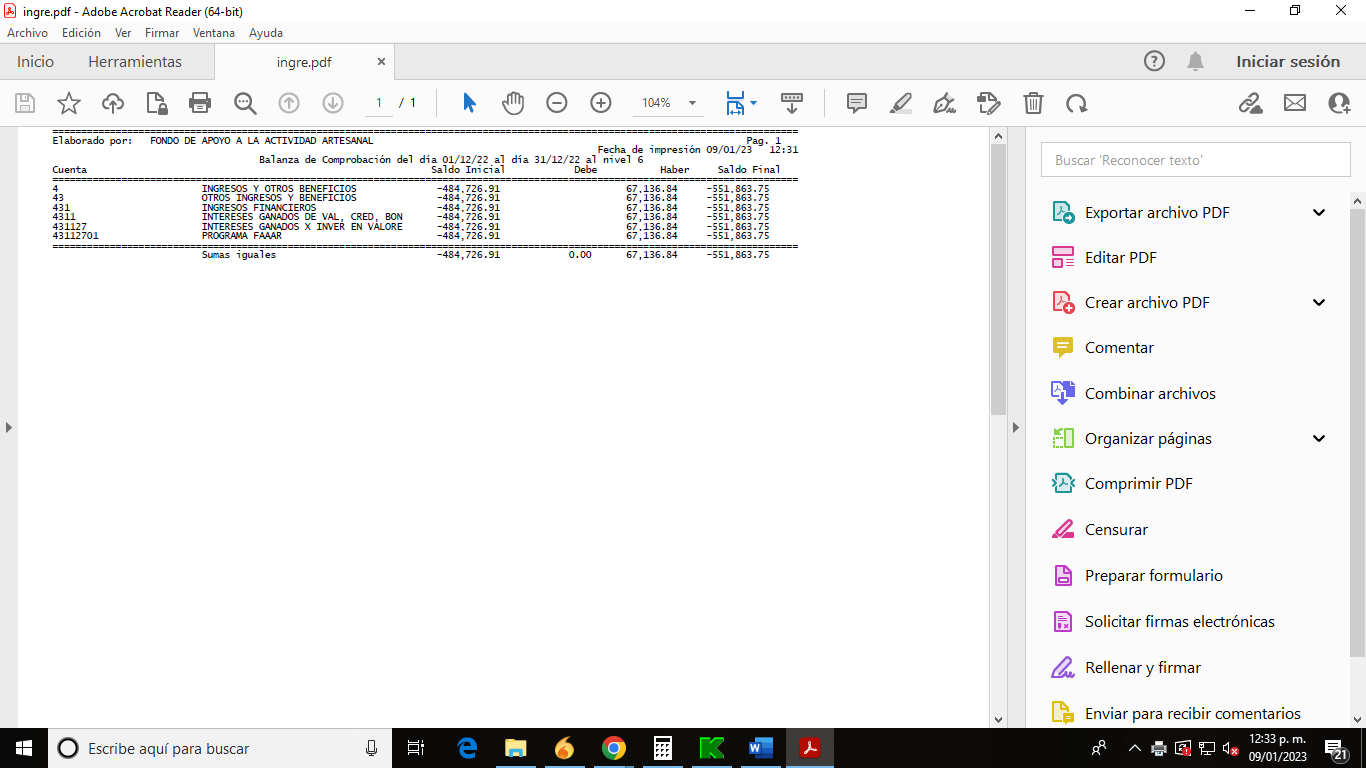 ingre.pdf - Adobe Acrobat Reader (64-bit)
Archivo Edición Ver Firmar Ventana Ayuda
Inicio Herramientas ingre.pdf × Iniciar sesión
1 / 1 104%
Elaborado por: FONDO DE APOYO A LA ACTIVIDAD ARTESANAL Pag. 1
Fecha de impresión 09/01/23 12:31
Balanza de Comprobación del día 01/12/22 al día 31/12/22 al nivel 6
Cuenta Saldo Inicial Debe Haber Saldo Final
4 INGRESOS Y OTROS BENEFICIOS -484,726.91 67,136.84 -551,863.75
43 OTROS INGRESOS Y BENEFICIOS -484,726.91 67,136.84 -551,863.75
431 INGRESOS FINANCIEROS -484,726.91 67,136.84 -551,863.75
4311 INTERESES GANADOS DE VAL, CRED, BON -484,726.91 67,136.84 -551,863.75
431127 INTERESES GANADOS X INVER EN VALORE -484,726.91 67,136.84 -551,863.75
43112701 PROGRAMA FAAAR -484,726.91 67,136.84 -551,863.75
Sumas iguales -484,726.91 0.00 67,136.84 -551,863.75
Buscar 'Reconocer texto'
Exportar archivo PDF
Editar PDF
Crear archivo PDF
Comentar
Combinar archivos
Organizar páginas
Comprimir PDF
Censurar
Preparar formulario
Solicitar firmas electrónicas
Rellenar y firmar
Enviar para recibir comentarios
Escribe aquí para buscar
12:33 p. m.
09/01/2023
21